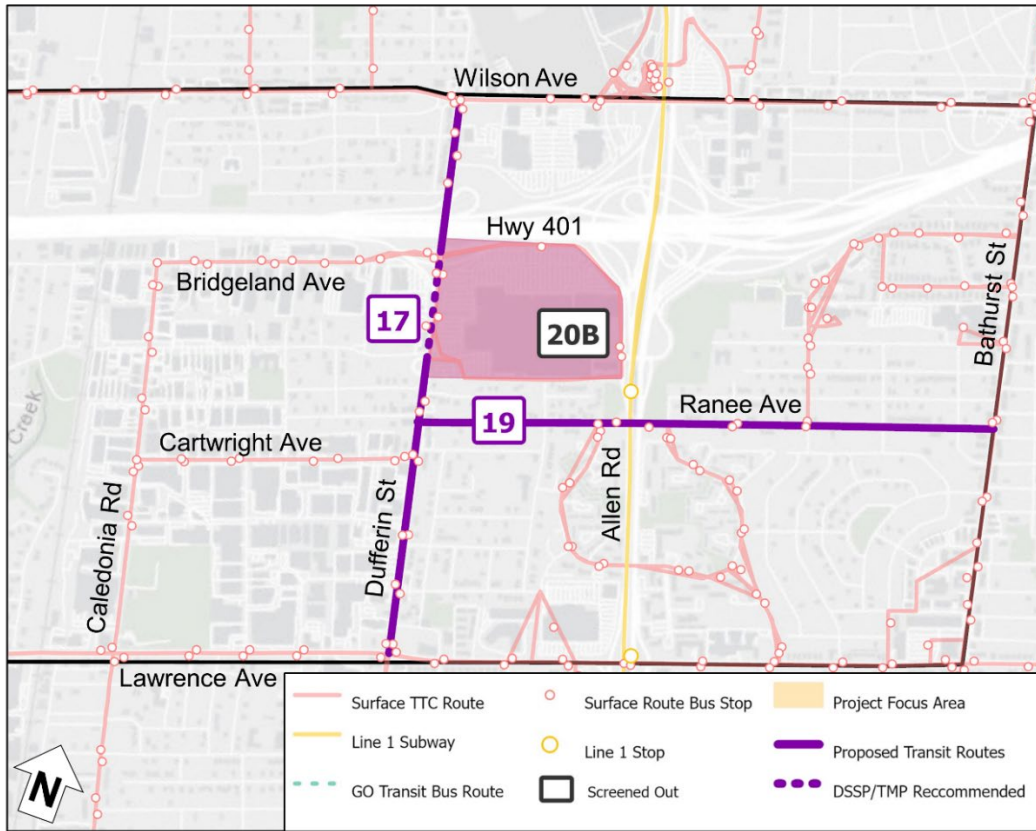 Wilson Ave
Hwy 401
Bridgeland Ave
17
20B
Bathurst St
Ranee Ave
19
Creek
Cartwright Ave
Allen Rd
Dufferin St
Caledonia Rd
Lawrence Ave
Surface TTC Route
Surface Route Bus Stop
Project Focus Area
Line 1 Subway
Line 1 Stop
Proposed Transit Routes
GO Transit Bus Route
Screened Out
DSSP/TMP Reccommended
N